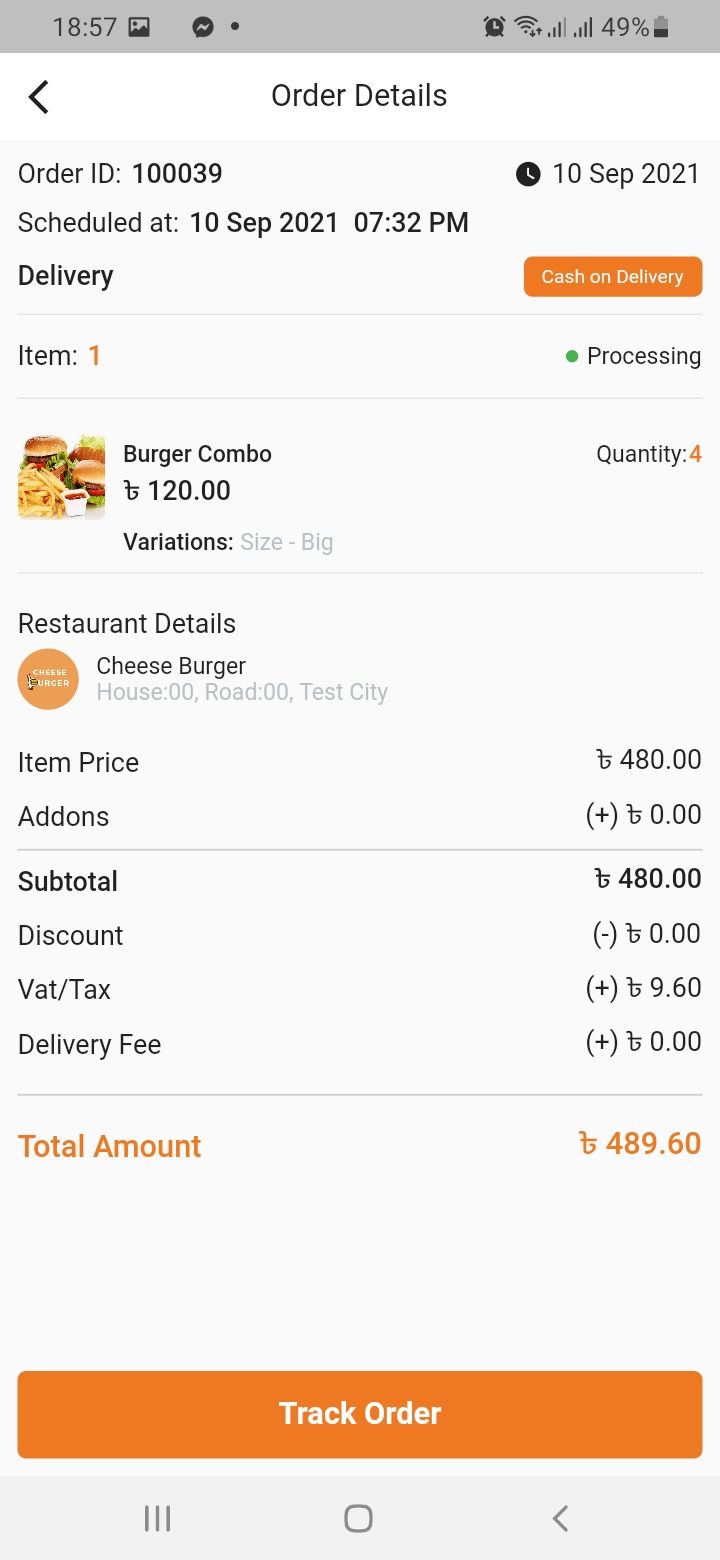 18:57 49%
Order Details
Order ID: 100039 10 Sep 2021
Scheduled at: 10 Sep 2021 07:32 PM
Delivery Cash on Delivery
Item: 1 Processing
Burger Combo Quantity:4
৳ 120.00
Variations: Size - Big
Restaurant Details
CHEESE
BURGER
Cheese Burger
House:00, Road:00, Test City
Item Price ৳ 480.00
Addons (+) ৳ 0.00
Subtotal ৳ 480.00
Discount (-) ৳ 0.00
Vat/Tax (+) ৳ 9.60
Delivery Fee (+) ৳ 0.00
Total Amount ৳ 489.60
Track Order